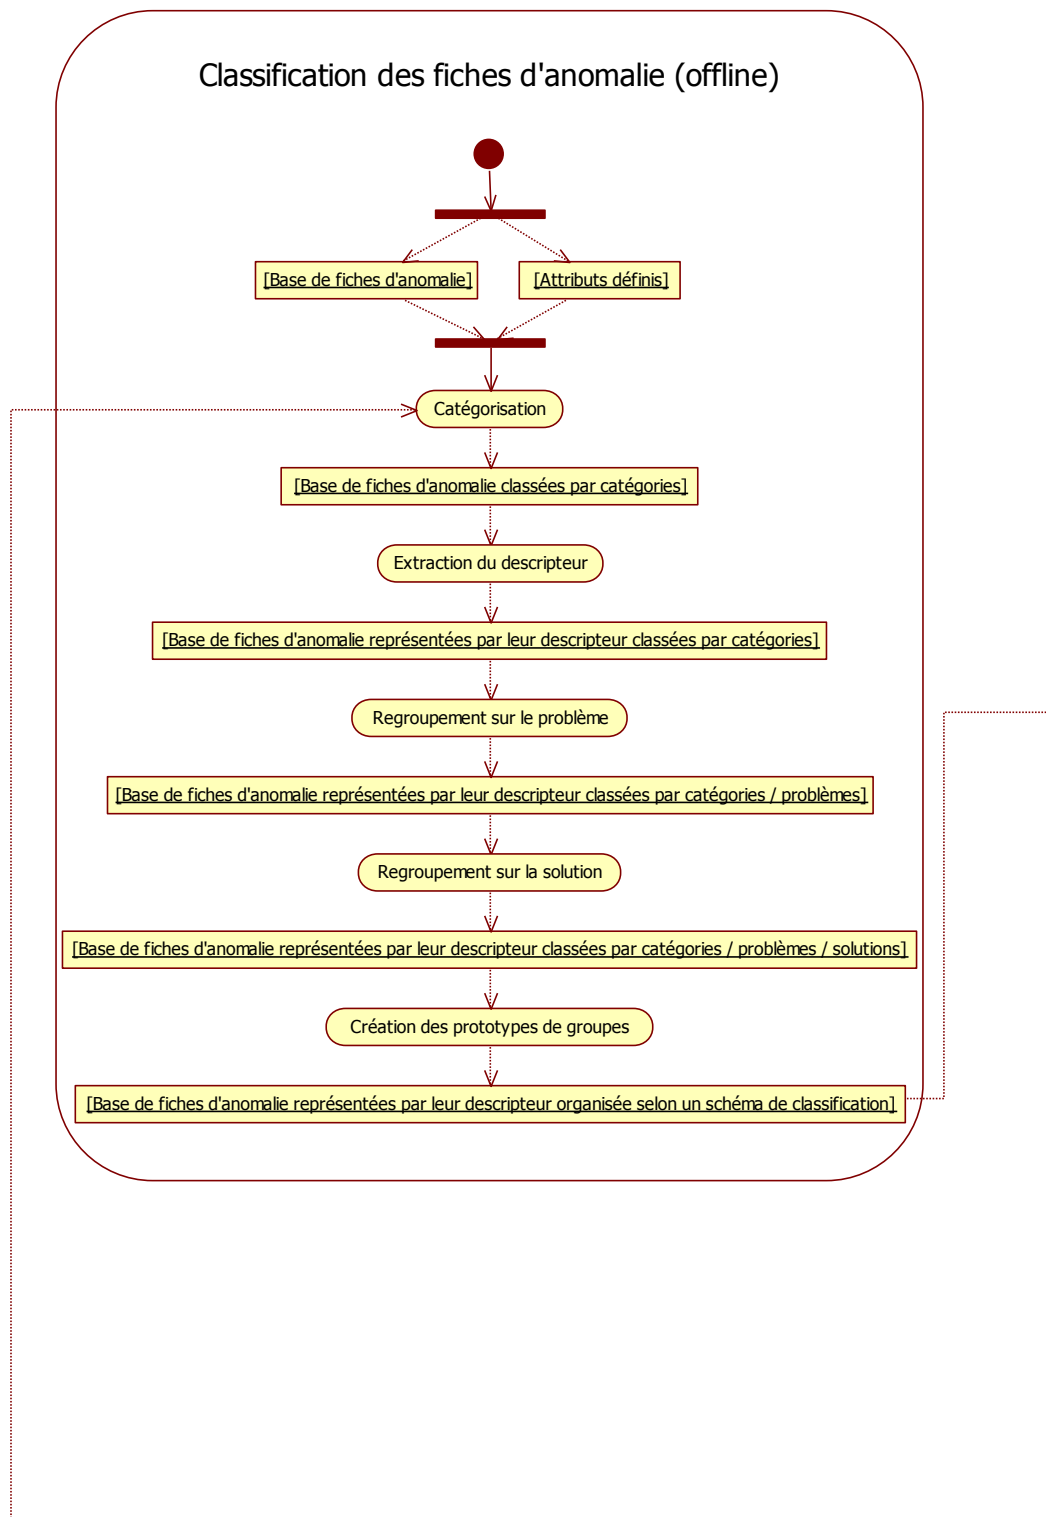 Classification des fiches d'anomalie (offline)
[Base de fiches d'anomalie]
[Attributs définis]
Catégorisation
[Base de fiches d'anomalie classées par catégories]
Extraction du descripteur
[Base de fiches d'anomalie représentées par leur descripteur classées par catégories]
Regroupement sur le problème
[Base de fiches d'anomalie représentées par leur descripteur classées par catégories / problèmes]
Regroupement sur la solution
[Base de fiches d'anomalie représentées par leur descripteur classées par catégories / problèmes / solutions]
Création des prototypes de groupes
[Base de fiches d'anomalie représentées par leur descripteur organisée selon un schéma de classification]